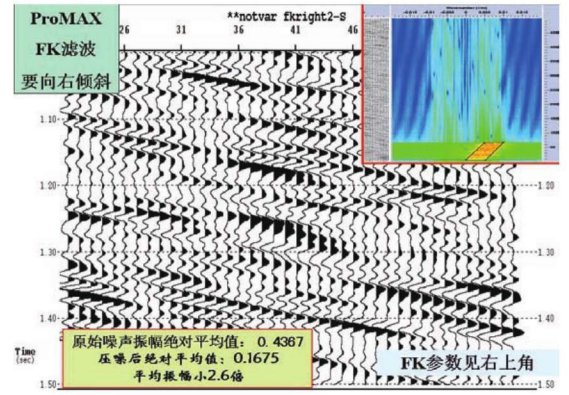 ProMAX
FK滤波
要向右倾斜
**notvar fkright2-S
26 31 36 41 46
1.10
1.20 1.20
1.30 1.30
1.40 1.40
1.50 1.50
Time
(sec)
原始噪声振幅绝对平均值：0.4367
压噪后绝对平均值：0.1675
平均振幅小2.6倍
FK参数见右上角